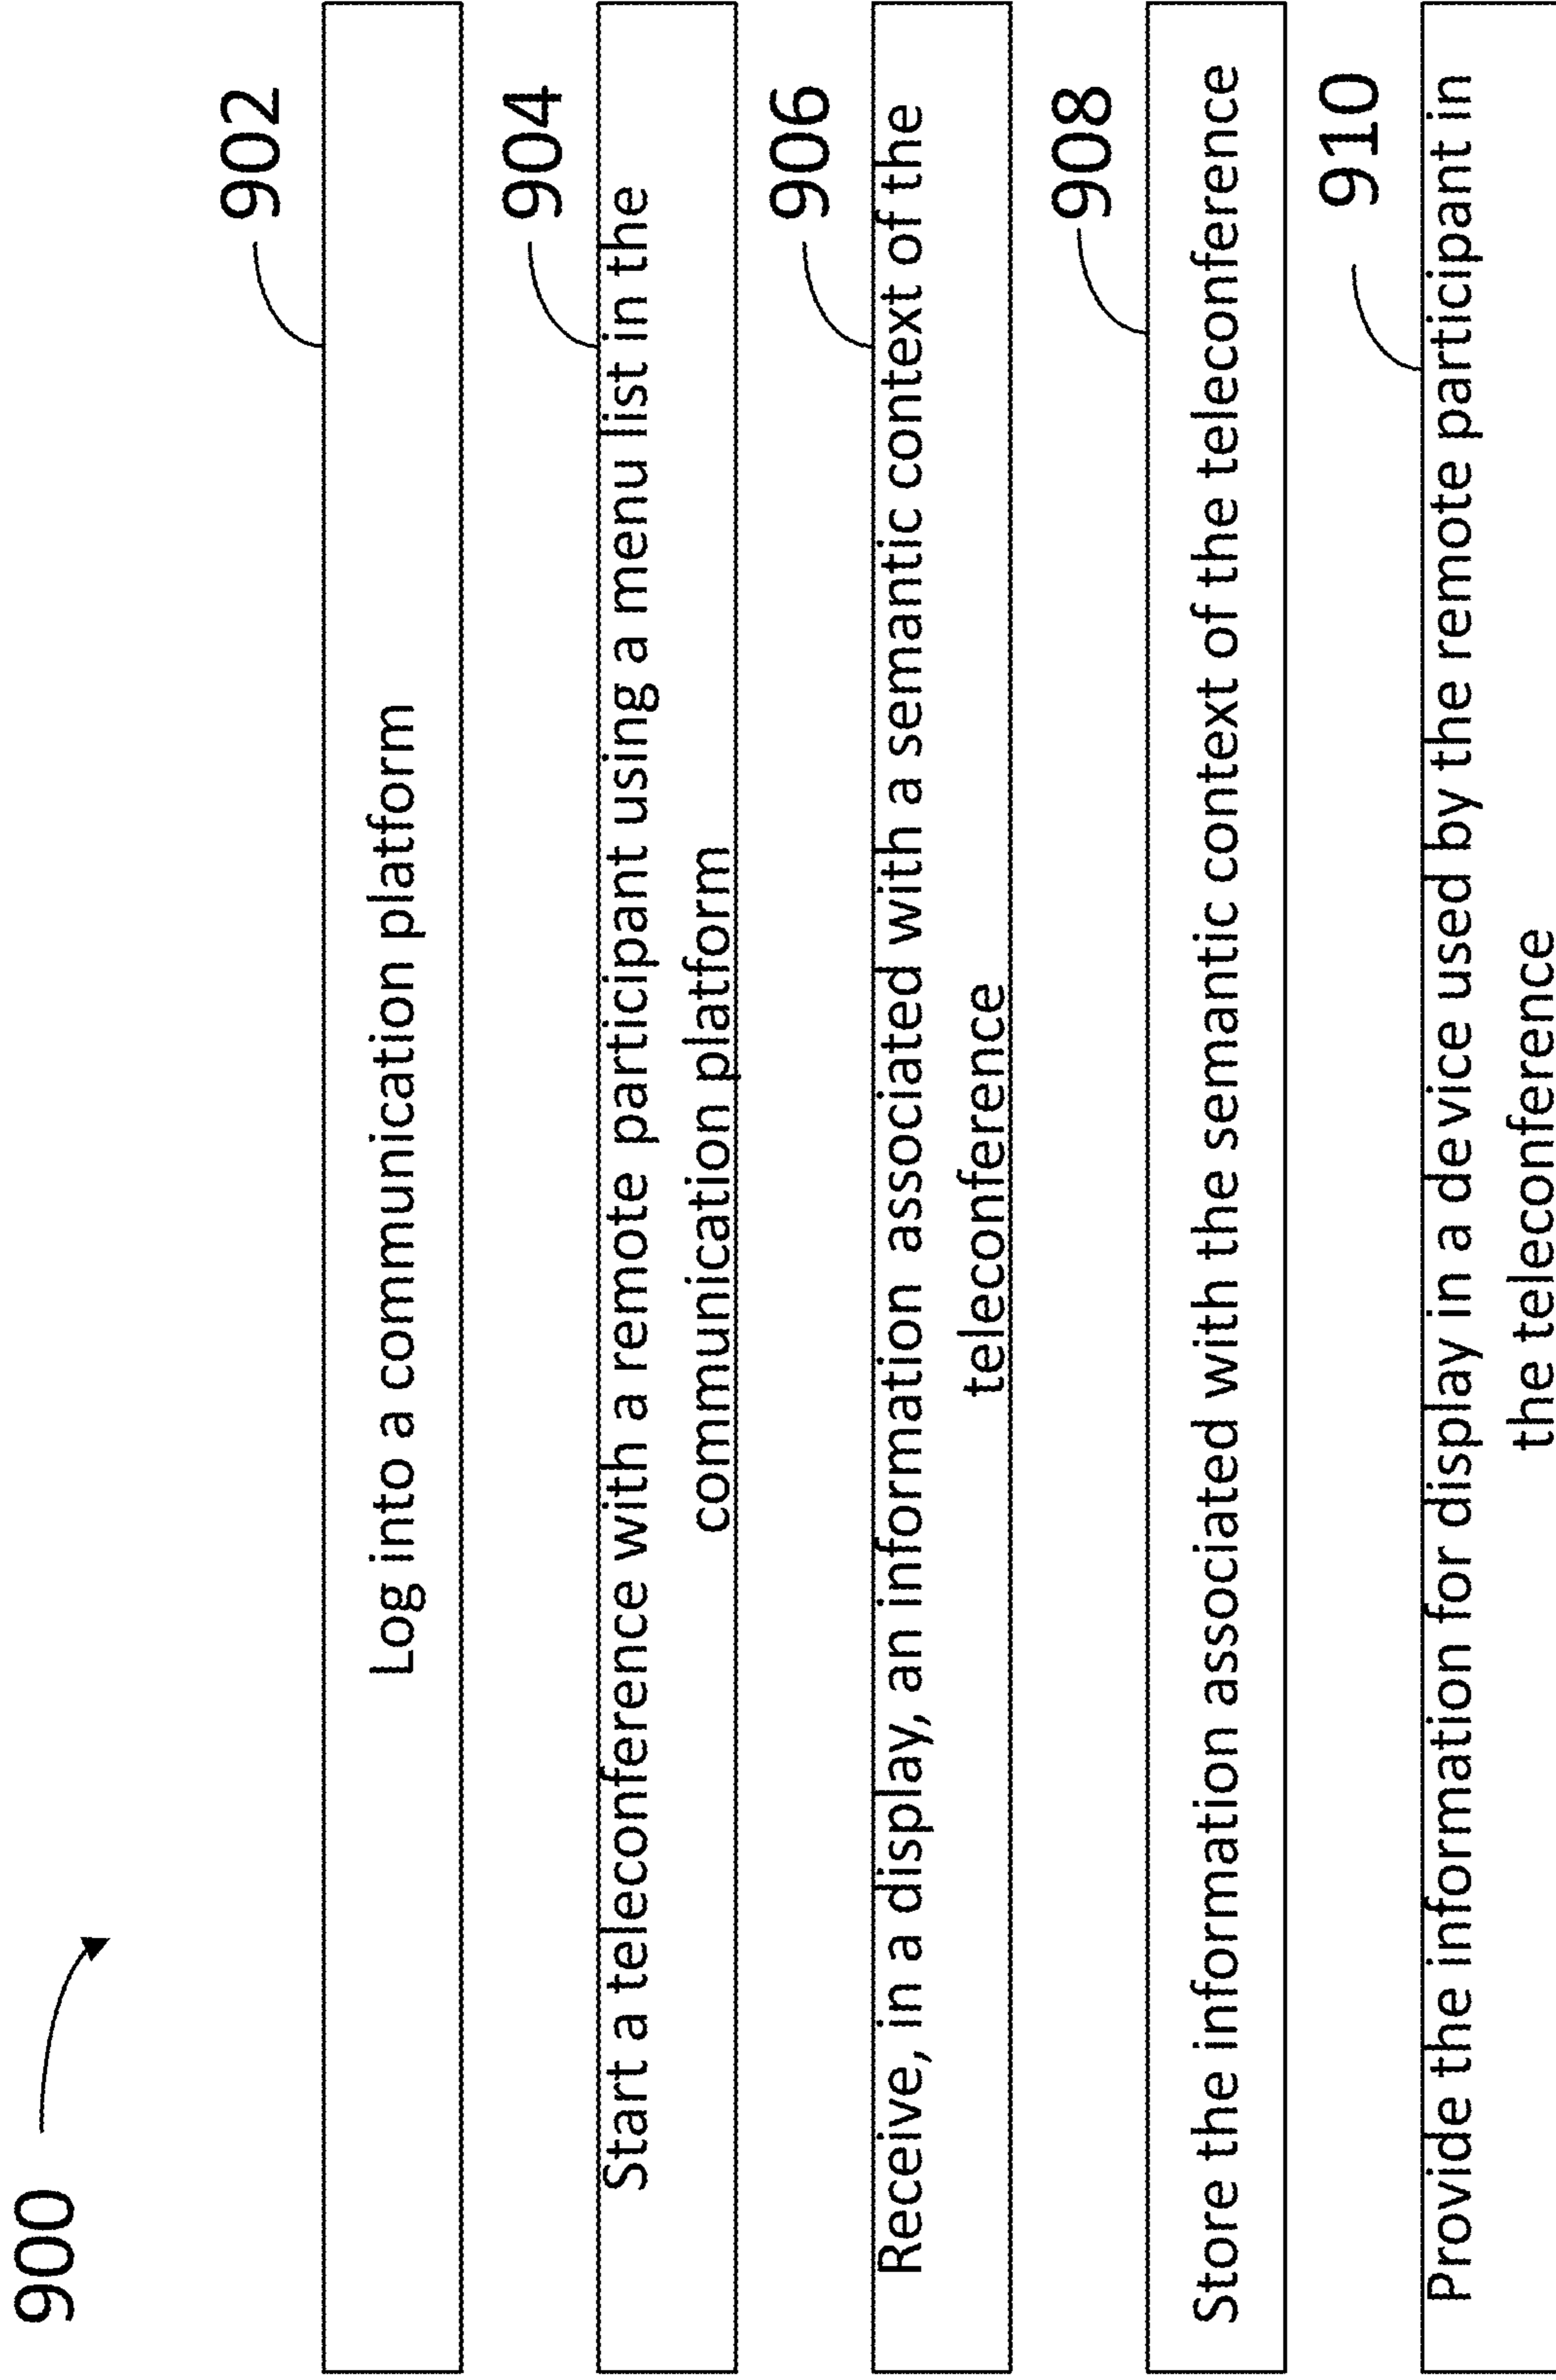 900
902
Log into a communication platform
904
Start a teleconference with a remote participant using a menu list in the
communication platform
906
Receive, in a display, an information associated with a semantic context of the
teleconference
908
Store the information associated with the semantic context of the teleconference
910
Provide the information for display in a device used by the remote participant in
the teleconference